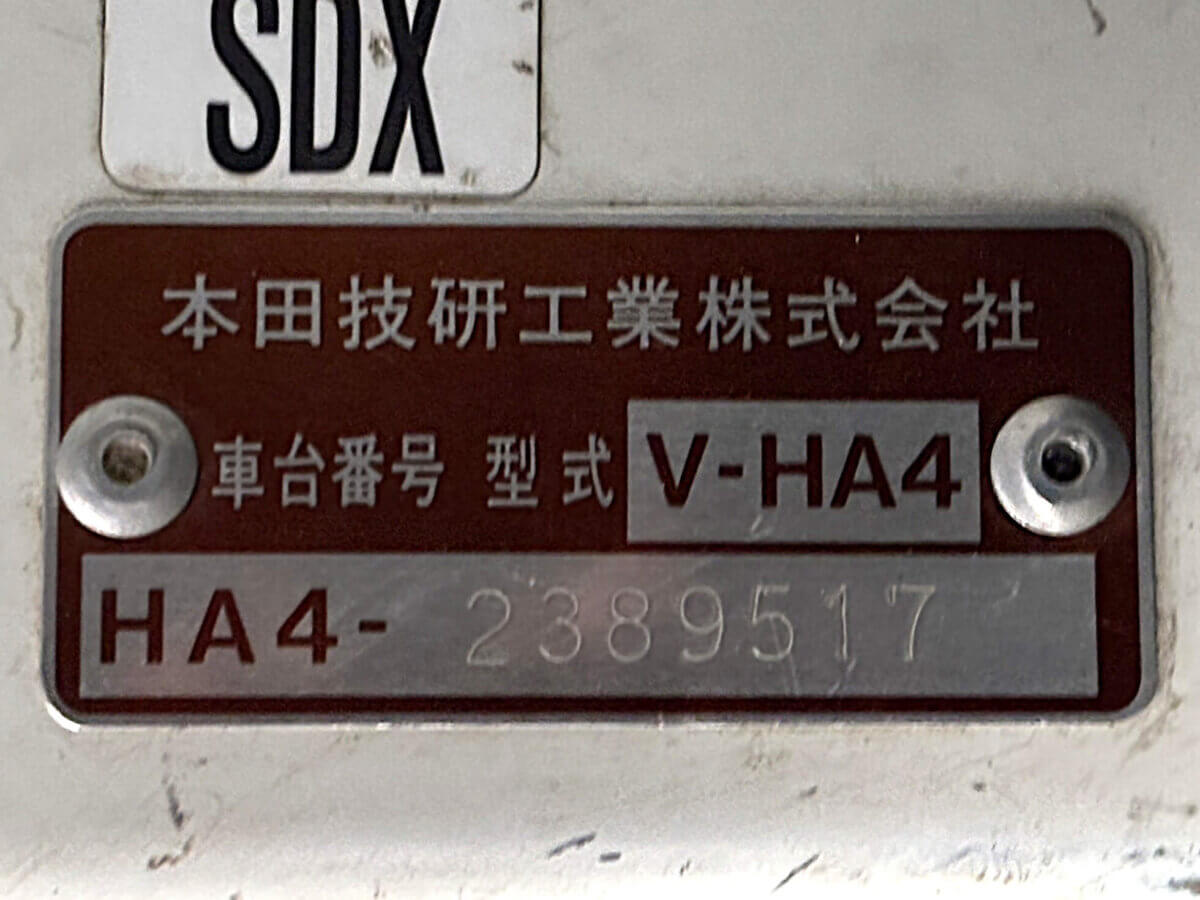 SDX
本田技研工業株式会社
車台番号 型式 V-HA4
HA4-2389517